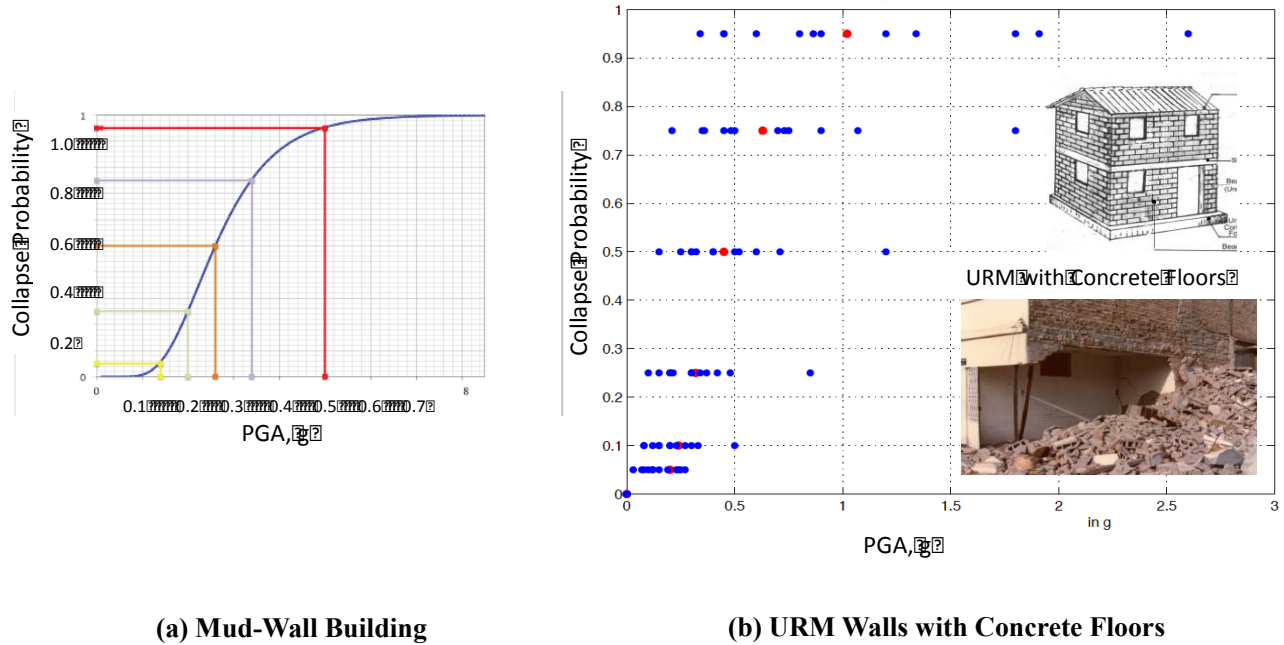 1
Collapse Probability
1.0
0.8
0.6
0.4
0.2
0
8
0.1 0.2 0.3 0.4 0.5 0.6 0.7
PGA, g
(a) Mud-Wall Building
1
0.9
0.8
0.7
0.6
0.5
0.4
0.3
0.2
0.1
0
Collapse Probability
URM with Concrete Floors
Bea
(Un
Con
Bea
0
0.5
1
1.5
2
2.5
3
in g
PGA, g
(b) URM Walls with Concrete Floors